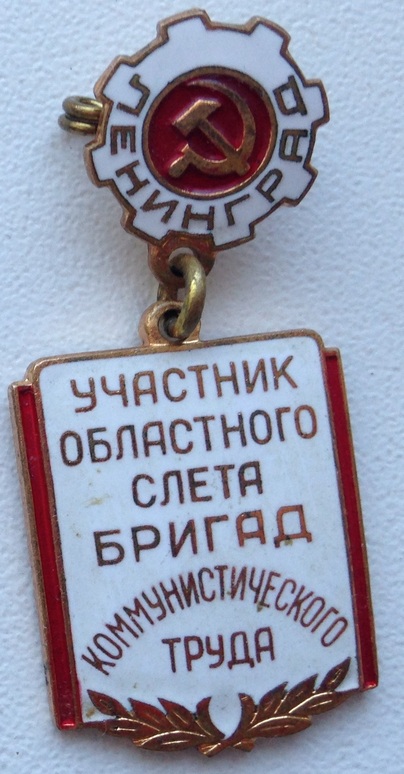 ЛЕНИНГРАД
УЧАСТНИК
ОБЛАСТНОГО
СЛЕТА
БРИГАД
КОММУНИСТИЧЕСКОГО
ТРУДА